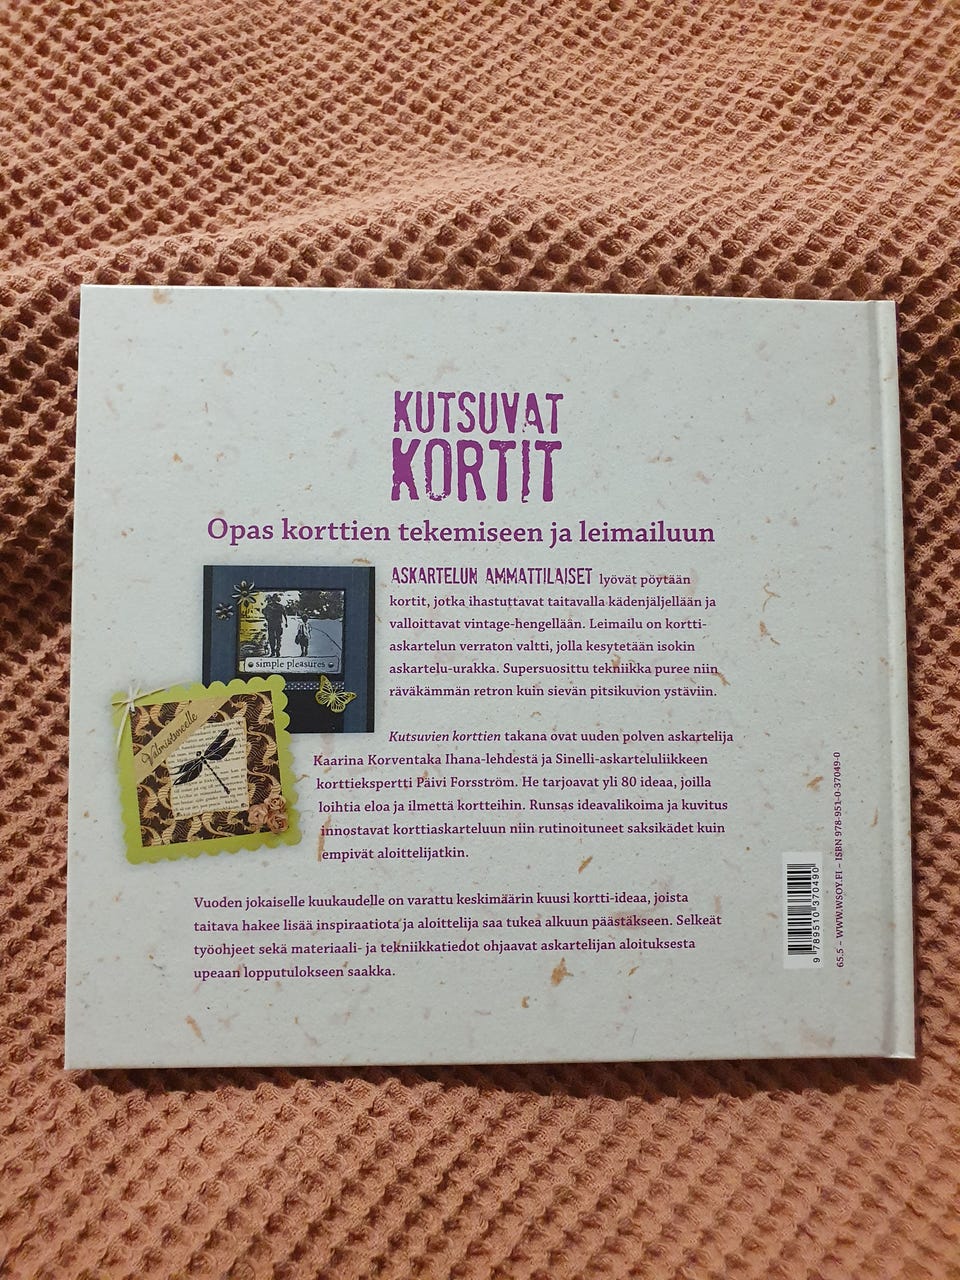 KUTSUVAT
KORTIT
Opas korttien tekemiseen ja leimailuun
ASKARTELUN AMMATTILAISET lyövät pöytään
kortit, jotka ihastuttavat taitavalla kädenjäljellään ja
valloittavat vintage-hengellään. Leimailu on kortti-
askartelun verraton valtti, jolla kesytetään isokin
askartelu-urakka. Supersuosittu tekniikka puree niin
räväkämmän retron kuin sievän pitsikuvion ystäviin.
simple pleasures
Valmistuneelle
Kutsuvien korttien takana ovat uuden polven askartelija
Kaarina Korventaka Ihana-lehdestä ja Sinelli-askarteluliikkeen
korttiekspertti Päivi Forsström. He tarjoavat yli 80 ideaa, joilla
loihtia eloa ja ilmettä kortteihin. Runsas ideavalikoima ja kuvitus
innostavat korttiaskarteluun niin rutinoituneet saksikädet kuin
empivät aloittelijatkin.
Vuoden jokaiselle kuukaudelle on varattu keskimäärin kuusi kortti-ideaa, joista
taitava hakee lisää inspiraatiota ja aloittelija saa tukea alkuun päästäkseen. Selkeät
työohjeet sekä materiaali- ja tekniikkatiedot ohjaavat askartelijan aloituksesta
upeaan lopputulokseen saakka.
9 789510 370490
65.5 – WWW.WSOY.FI – ISBN 978-951-0-37049-0